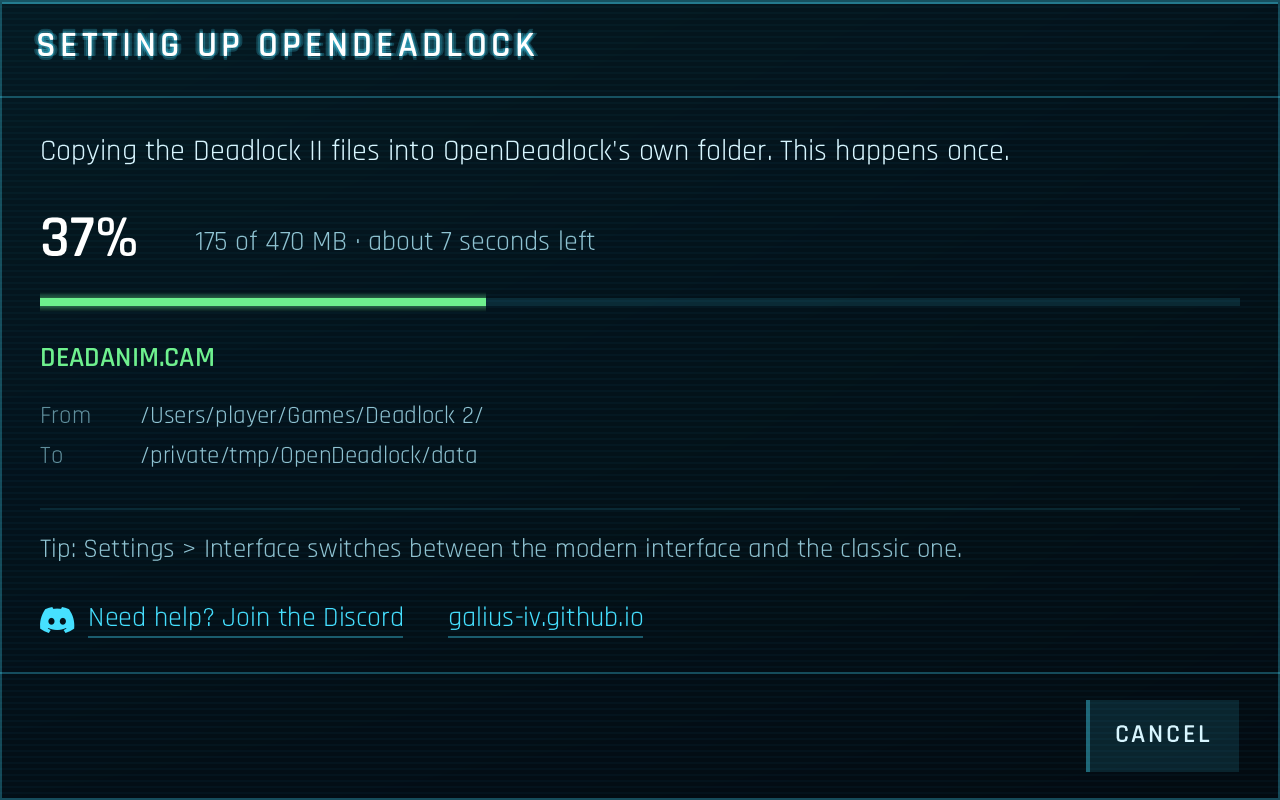 SETTING UP OPENDEADLOCK
Copying the Deadlock II files into OpenDeadlock's own folder. This happens once.
37% 175 of 470 MB · about 7 seconds left
DEADANIM.CAM
From /Users/player/Games/Deadlock 2/
To /private/tmp/OpenDeadlock/data
Tip: Settings > Interface switches between the modern interface and the classic one.
Need help? Join the Discord galius-iv.github.io
CANCEL